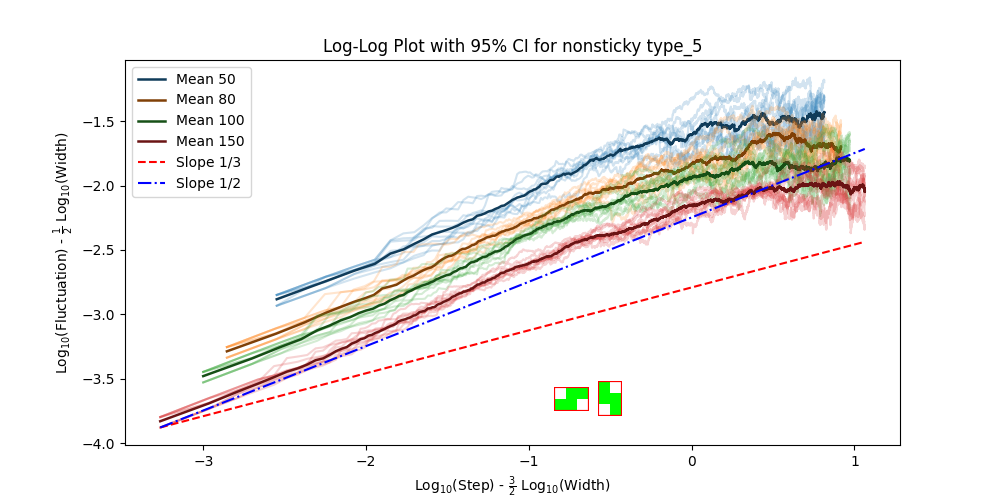 Log-Log Plot with 95% CI for nonsticky type_5
Mean 50
Mean 80
Mean 100
Mean 150
Slope 1/3
Slope 1/2
Log₁₀(Fluctuation) - ½ Log₁₀(Width)
−1.5
−2.0
−2.5
−3.0
−3.5
−4.0
−3
−2
−1
0
1
Log₁₀(Step) - 3/2 Log₁₀(Width)